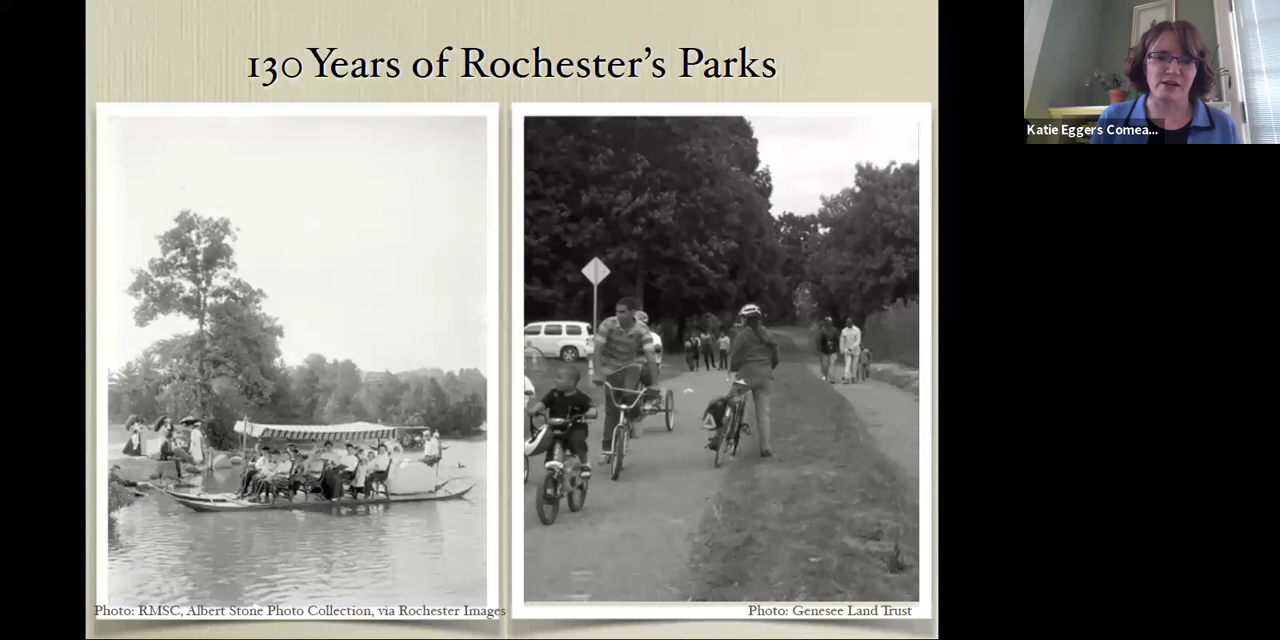 130 Years of Rochester's Parks
Katie Eggers Comea...
Photo: RMSC, Albert Stone Photo Collection, via Rochester Images
Photo: Genesee Land Trust